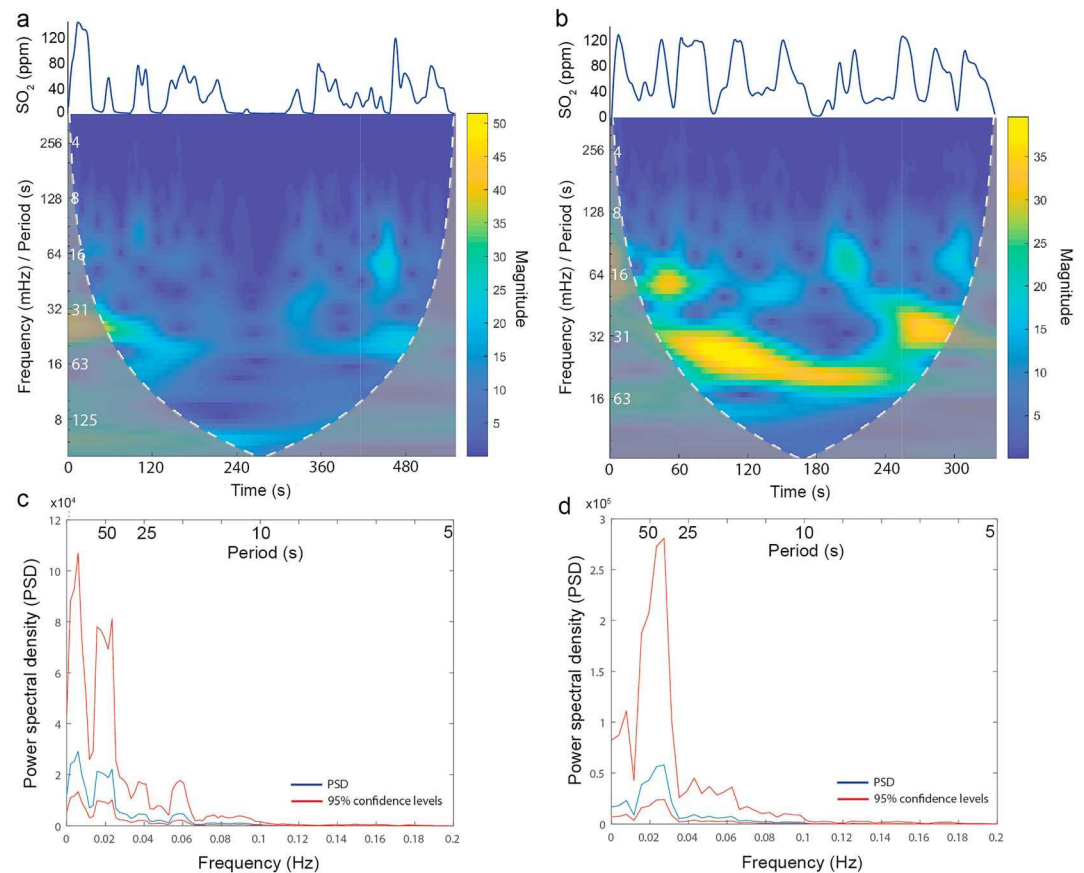 a
SO2 (ppm)
120
80
40
0
Frequency (mHz) / Period (s)
256
128
64
32
16
8
4
8
16
31
63
125
0 120 240 360 480
Time (s)
50
45
40
35
30
25
20
15
10
5
Magnitude
b
SO2 (ppm)
120
80
40
0
Frequency (mHz) / Period (s)
256
128
64
32
16
4
8
16
31
63
0 60 120 180 240 300
Time (s)
35
30
25
20
15
10
5
Magnitude
c
x10⁴
50 25 10 5
Period (s)
Power spectral density (PSD)
12
10
8
6
4
2
0
PSD
95% confidence levels
0 0.02 0.04 0.06 0.08 0.1 0.12 0.14 0.16 0.18 0.2
Frequency (Hz)
d
x10⁵
50 25 10 5
Period (s)
Power spectral density (PSD)
3
2.5
2
1.5
1
0.5
0
PSD
95% confidence levels
0 0.02 0.04 0.06 0.08 0.1 0.12 0.14 0.16 0.18 0.2
Frequency (Hz)